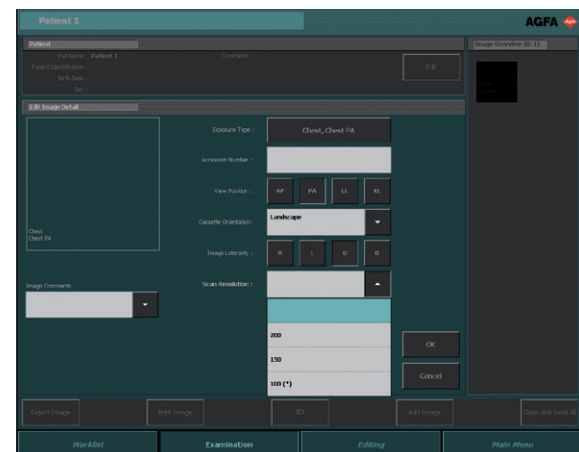 Patient 1
AGFA
Patient
Image Overview (0/1)
Full Name : Patient 1
Comments :
Patient Identification :
Birth Date :
Sex :
Edit
Edit Image Detail
Exposure Type :
Chest, Chest PA
Accession Number :
View Position :
AP
PA
LL
RL
Cassette Orientation :
Landscape
Chest
Chest PA
Image Laterality :
R
L
U
B
Image Comments :
Scan Resolution :
200
150
100 (*)
OK
Cancel
Reject Image
Print Image
ID
Add Image
Close and Send All
Worklist
Examination
Editing
Main Menu